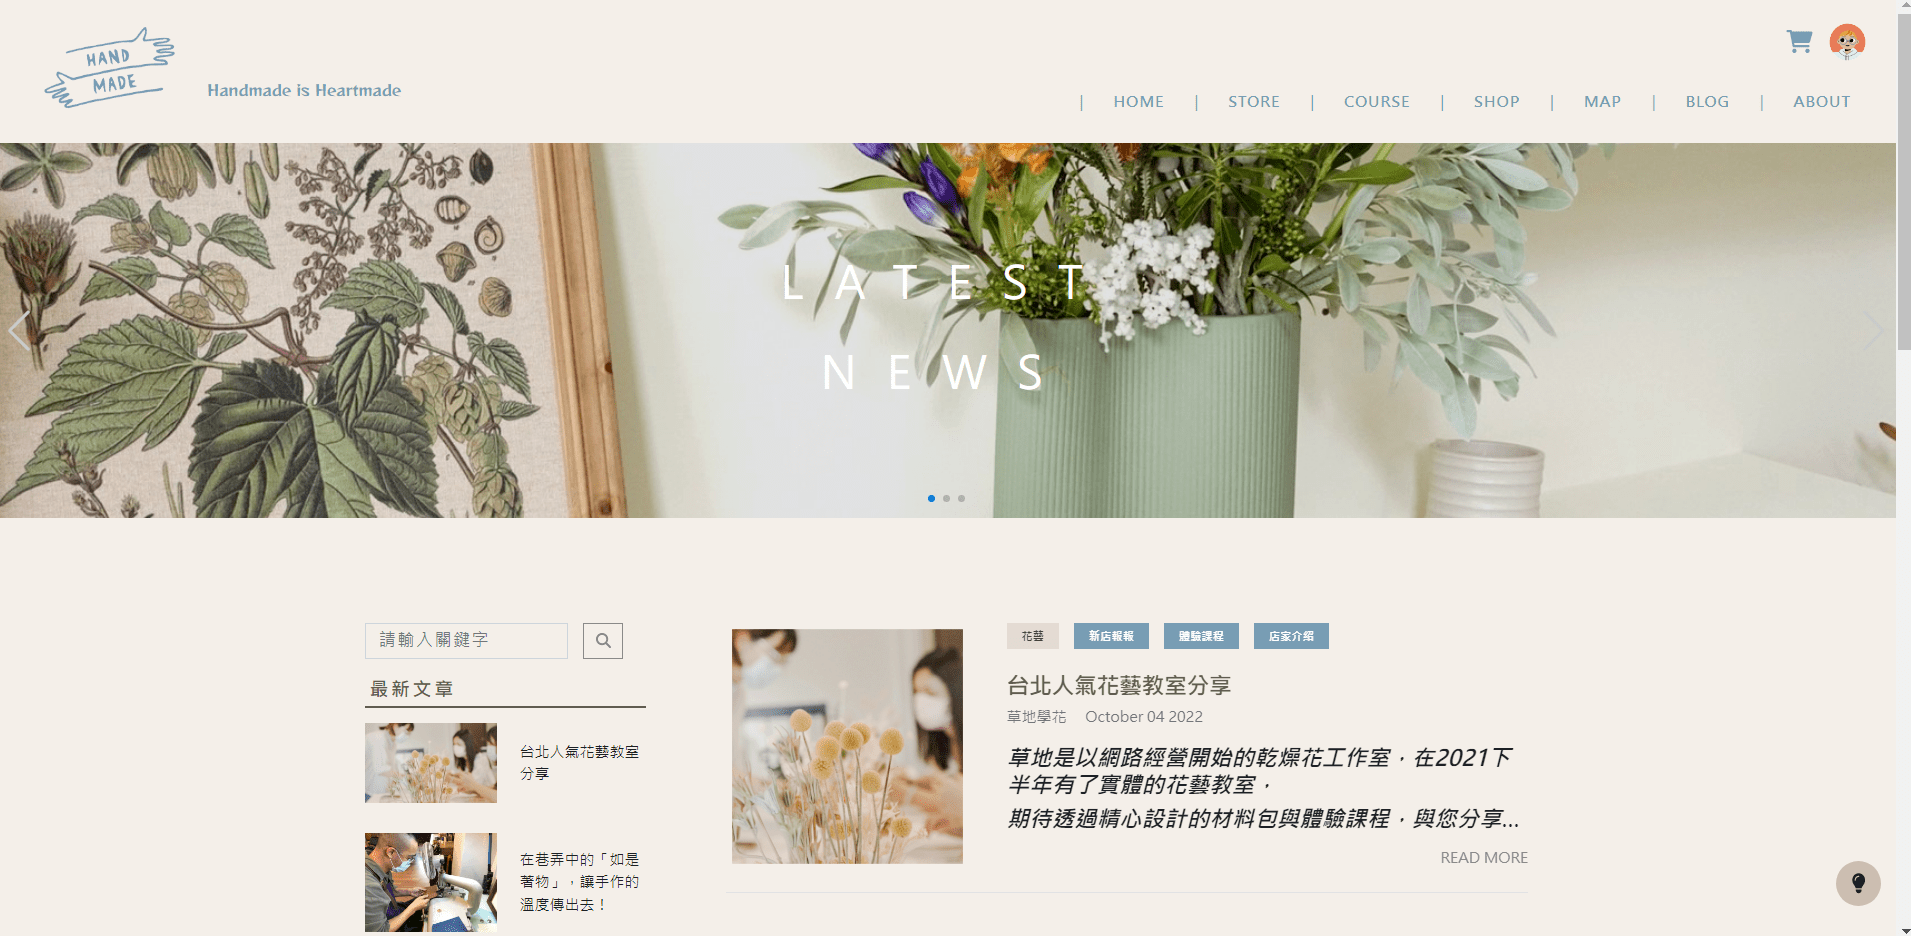 HAND
MADE
Handmade is Heartmade
| HOME | STORE | COURSE | SHOP | MAP | BLOG | ABOUT
LATEST
NEWS
請輸入關鍵字
最新文章
台北人氣花藝教室
分享
在巷弄中的「如是
著物」，讓手作的
溫度傳出去！
花藝 新店報報 體驗課程 店家介紹
台北人氣花藝教室分享
草地學花 October 04 2022
草地是以網路經營開始的乾燥花工作室，在2021下
半年有了實體的花藝教室，
期待透過精心設計的材料包與體驗課程，與您分享...
READ MORE